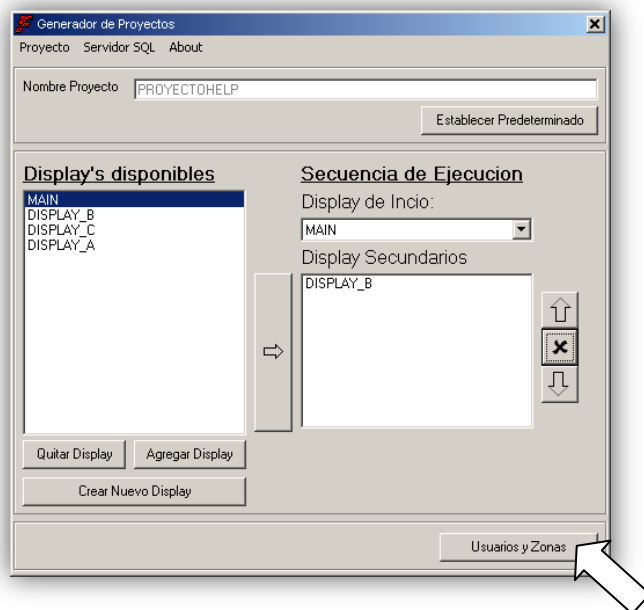 Generador de Proyectos
Proyecto Servidor SQL About
Nombre Proyecto PROYECTOHELP
Establecer Predeterminado
Display's disponibles
MAIN
DISPLAY_B
DISPLAY_C
DISPLAY_A
Quitar Display Agregar Display
Crear Nuevo Display
Secuencia de Ejecucion
Display de Incio:
MAIN
Display Secundarios
DISPLAY_B
Usuarios y Zonas